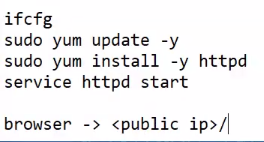 ifcfg
sudo yum update -y
sudo yum install -y httpd
service httpd start
browser -> <public ip>/